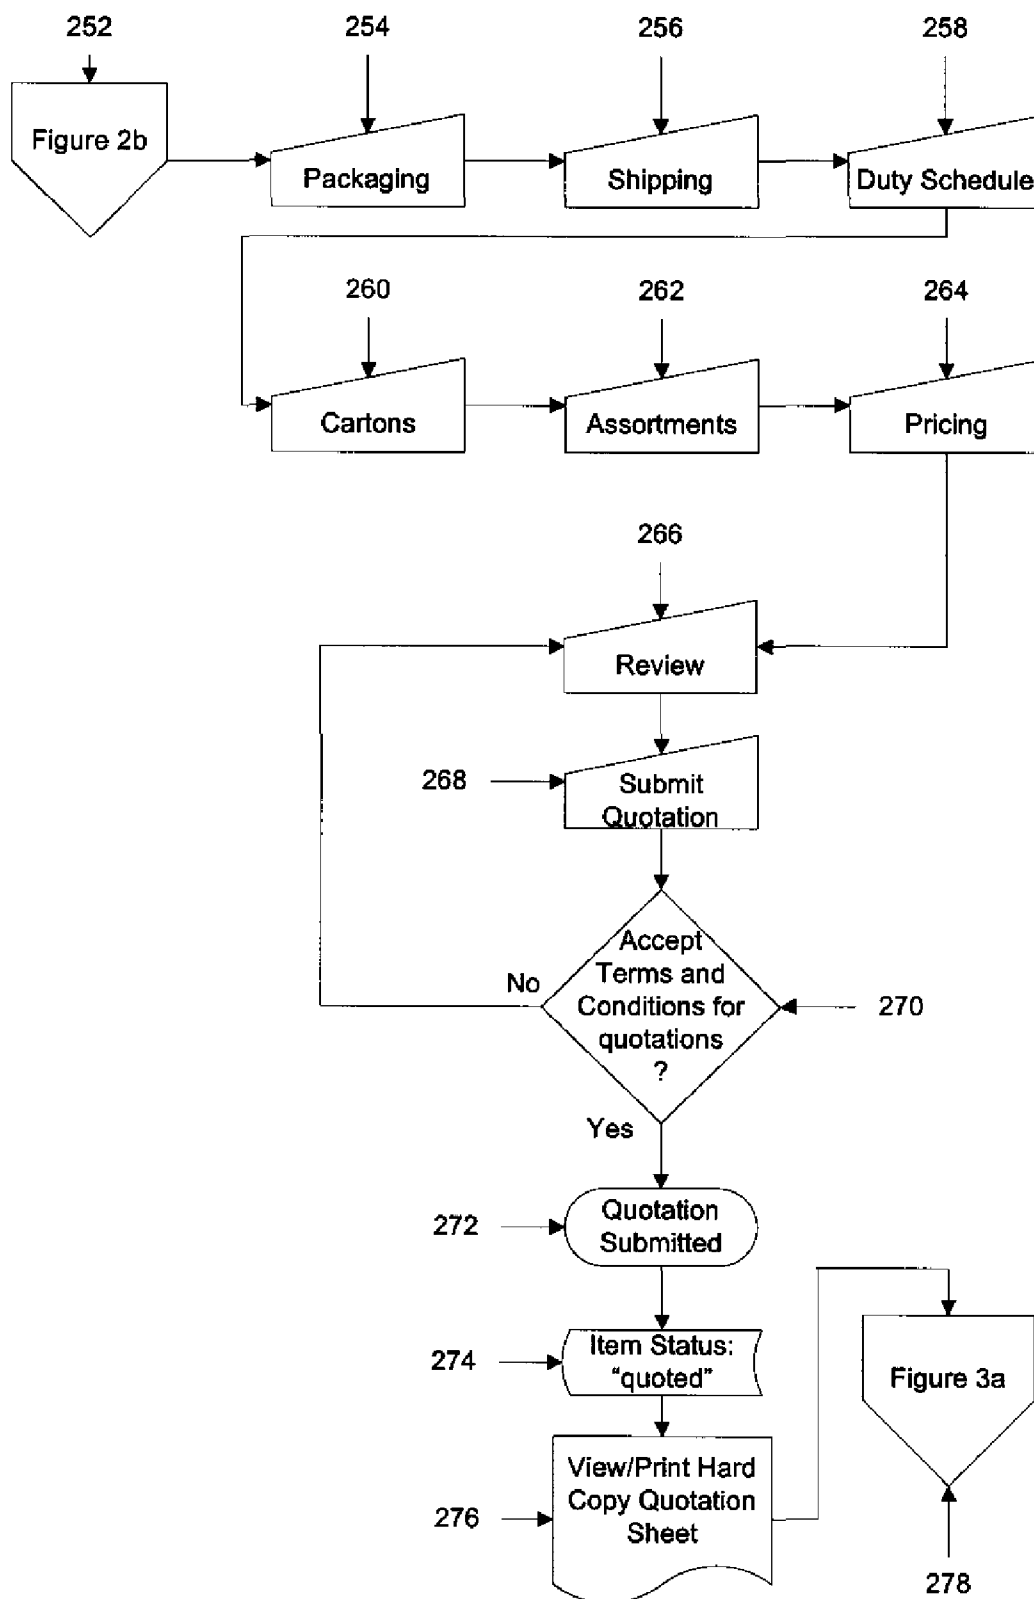 252
254
256
258
Figure 2b
Packaging
Shipping
Duty Schedule
260
262
264
Cartons
Assortments
Pricing
266
Review
268
Submit
Quotation
Accept
Terms and
Conditions for
quotations
?
No
270
Yes
272
Quotation
Submitted
274
Item Status:
“quoted”
Figure 3a
276
View/Print Hard
Copy Quotation
Sheet
278